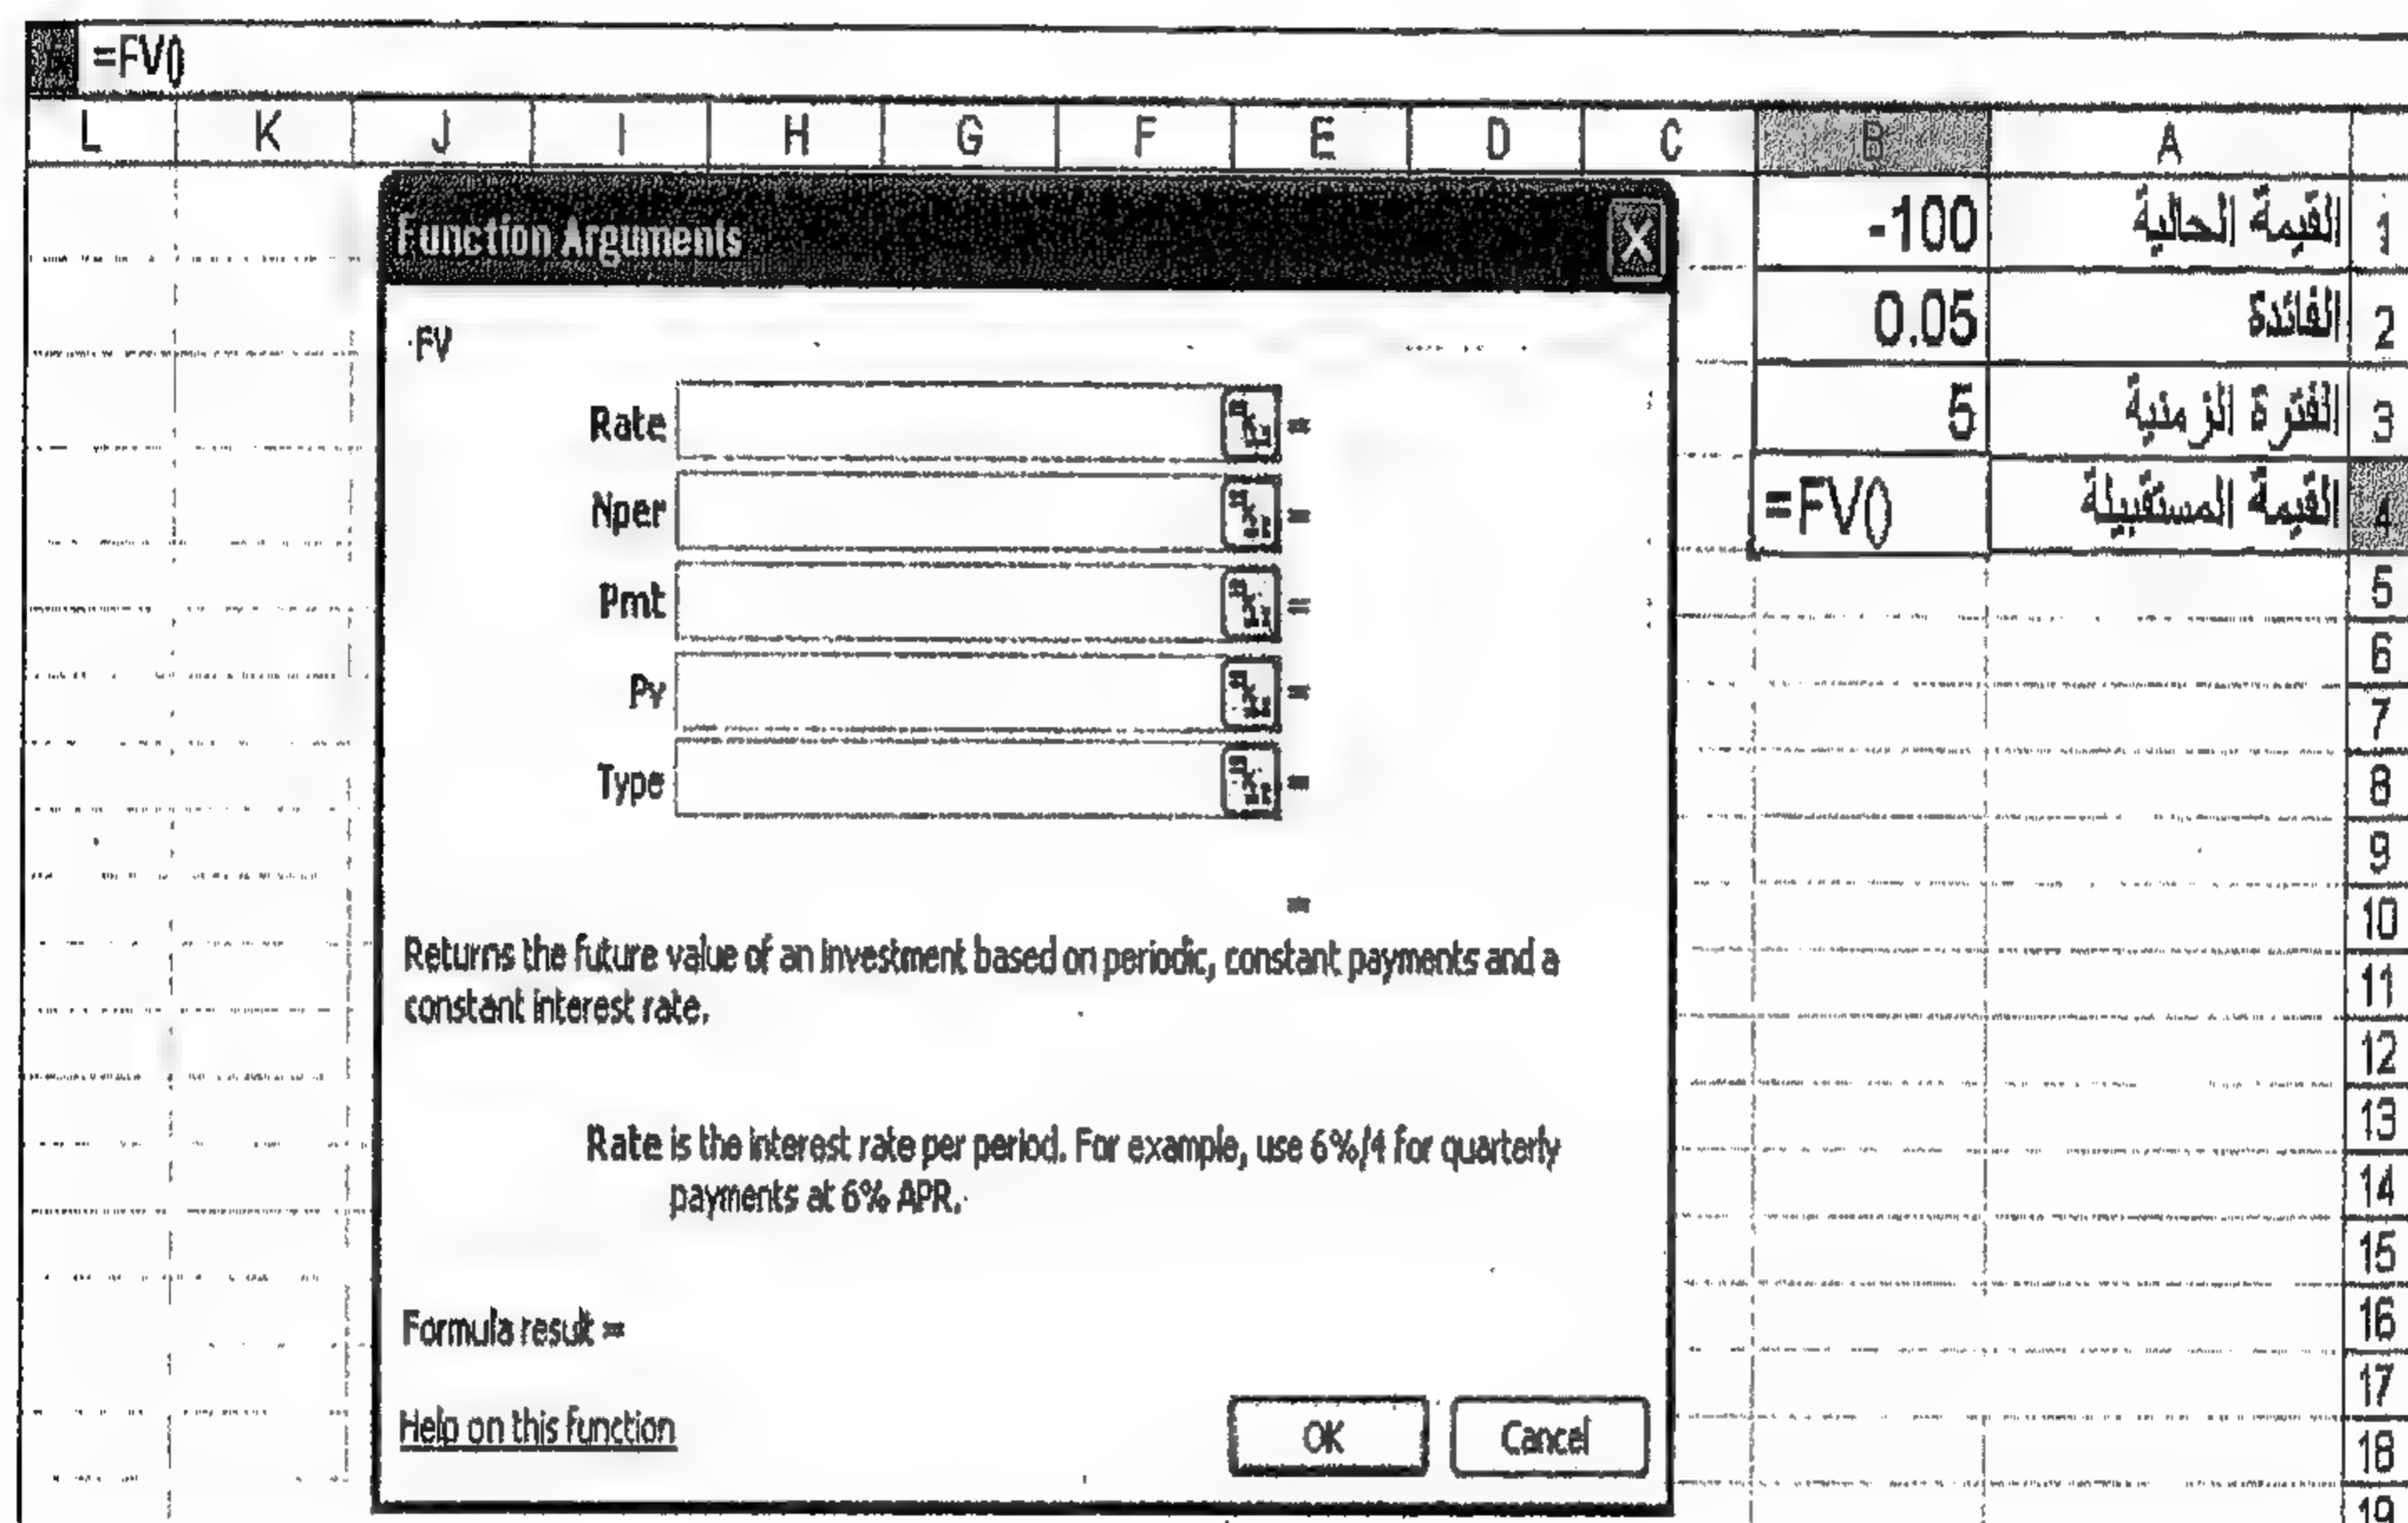 =FV()
L K J I H G F E D C B A
القيمة الحالية -100 1
الفائدة 0.05 2
الفترة الزمنية 5 3
القيمة المستقبيلة =FV() 4
5
6
7
8
9
10
11
12
13
14
15
16
17
18
19
Function Arguments X
FV
Rate =
Nper =
Pmt =
Pv =
Type =
=
Returns the future value of an investment based on periodic, constant payments and a
constant interest rate.
Rate is the interest rate per period. For example, use 6%/4 for quarterly
payments at 6% APR.
Formula result =
Help on this function
OK Cancel